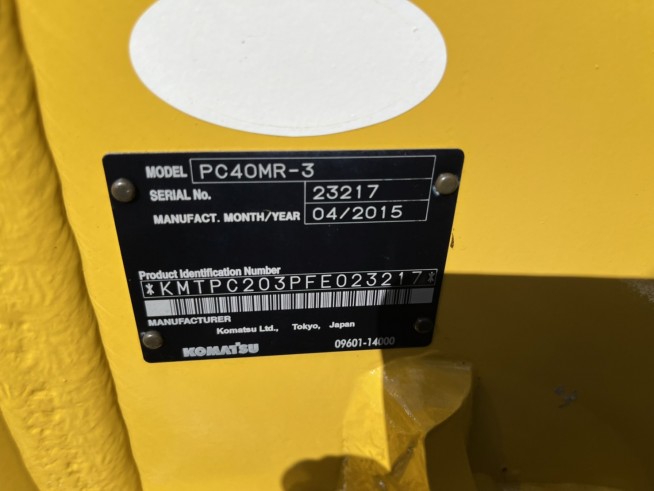 MODEL PC40MR-3
SERIAL No. 23217
MANUFACT. MONTH/YEAR 04/2015
Product Identification Number
*KMTPC203PFE023217*
MANUFACTURER
Komatsu Ltd., Tokyo, Japan
KOMATSU 09601-14000